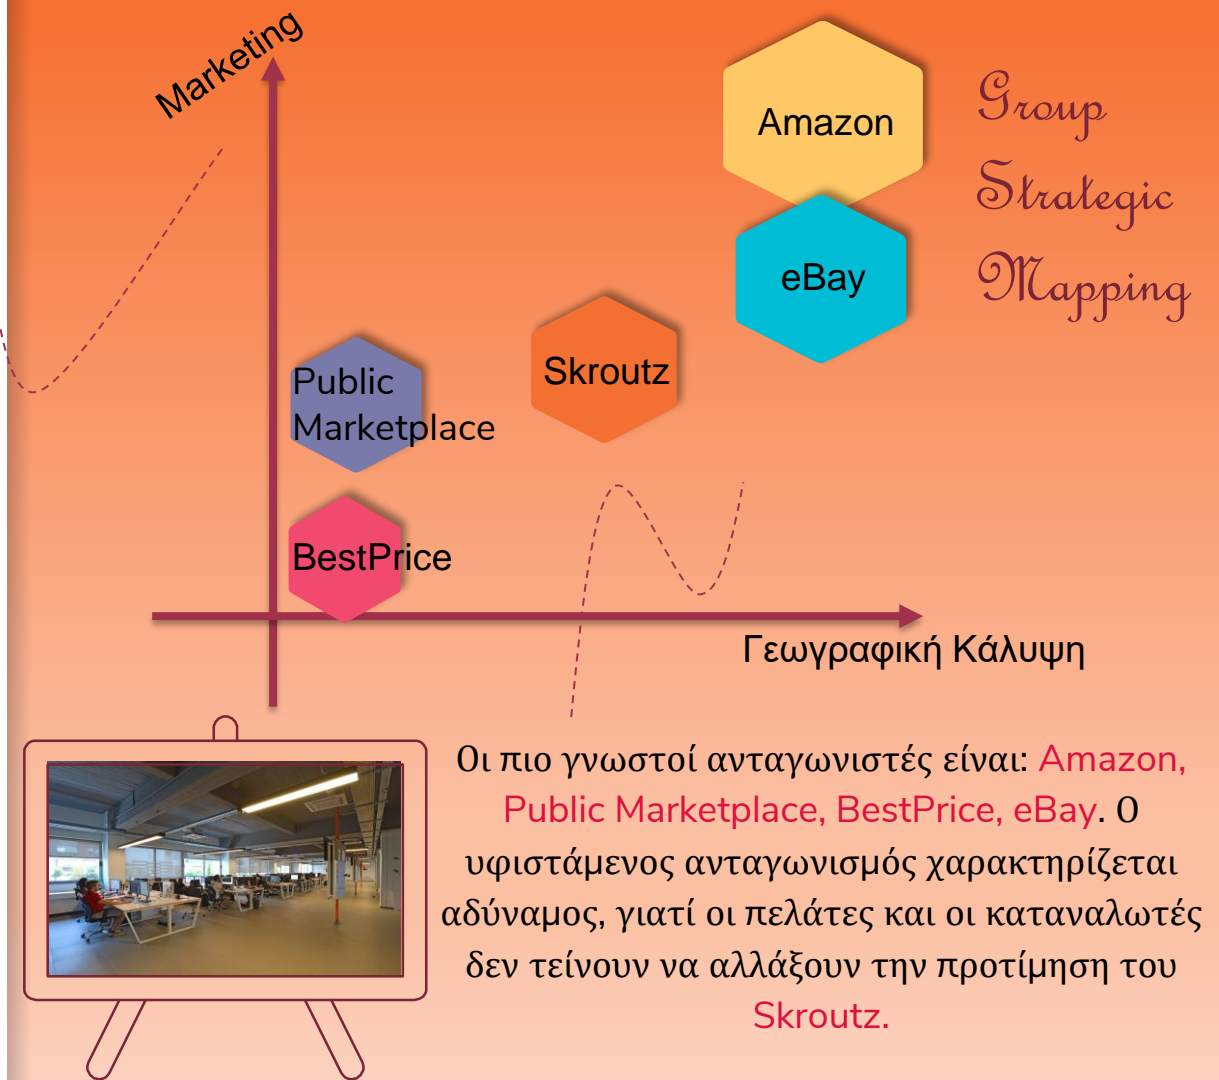 Marketing
Amazon
Group
Strategic
Mapping
eBay
Skroutz
Public
Marketplace
BestPrice
Γεωγραφική Κάλυψη
Οι πιο γνωστοί ανταγωνιστές είναι: Amazon,
Public Marketplace, BestPrice, eBay. Ο
υφιστάμενος ανταγωνισμός χαρακτηρίζεται
αδύναμος, γιατί οι πελάτες και οι καταναλωτές
δεν τείνουν να αλλάξουν την προτίμηση του
Skroutz.